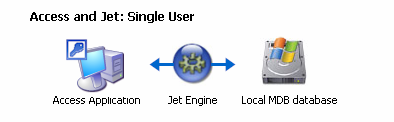 Access and Jet: Single User
Access Application Jet Engine Local MDB database